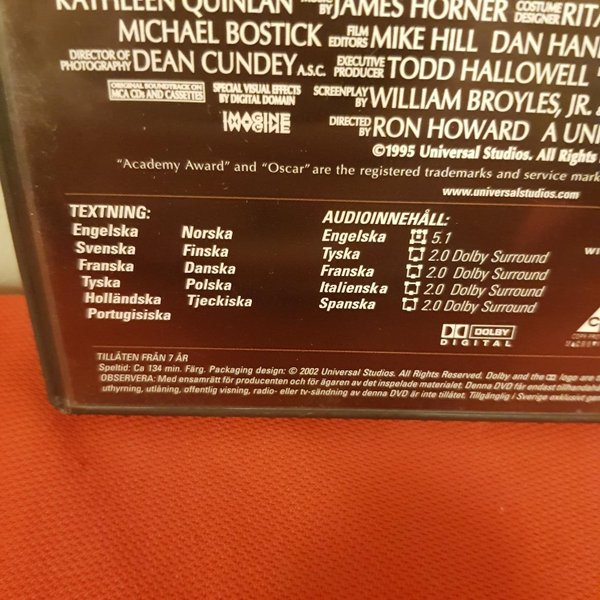 KATHLEEN QUINLAN MUSIC BY JAMES HORNER COSTUME DESIGNER RITA
MICHAEL BOSTICK FILM EDITORS MIKE HILL DAN HAN
DIRECTOR OF PHOTOGRAPHY DEAN CUNDEY A.S.C. EXECUTIVE PRODUCER TODD HALLOWELL
ORIGINAL SOUNDTRACK ON MCA CDs AND CASSETTES SPECIAL VISUAL EFFECTS BY DIGITAL DOMAIN SCREENPLAY BY WILLIAM BROYLES, JR. &
IMAGINE DIRECTED BY RON HOWARD A UN
©1995 Universal Studios. All Rights
"Academy Award" and "Oscar" are the registered trademarks and service mark
www.universalstudios.com
TEXTNING:
Engelska Norska
Svenska Finska
Franska Danska
Tyska Polska
Holländska Tjeckiska
Portugisiska
AUDIOINNEHÅLL:
Engelska 5.1
Tyska 2.0 Dolby Surround
Franska 2.0 Dolby Surround
Italienska 2.0 Dolby Surround
Spanska 2.0 Dolby Surround
DOLBY
DIGITAL
TILLÅTEN FRÅN 7 ÅR
Speltid: Ca 134 min. Färg. Packaging design: © 2002 Universal Studios. All Rights Reserved. Dolby and the logo are t
OBSERVERA: Med ensamrätt för producenten och för ägaren av det inspelade materialet. Denna DVD får endast tillhandahå
uthyrning, utlåning, offentlig visning, radio- eller tv-sändning av denna DVD är inte tillåtet. Tillgänglig i Sverige exklusivt gen